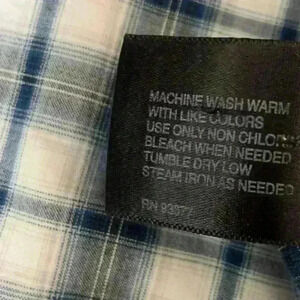 MACHINE WASH WARM
WITH LIKE COLORS
USE ONLY NON CHLORI
BLEACH WHEN NEEDED
TUMBLE DRY LOW
STEAM IRON AS NEEDED
RN 93677